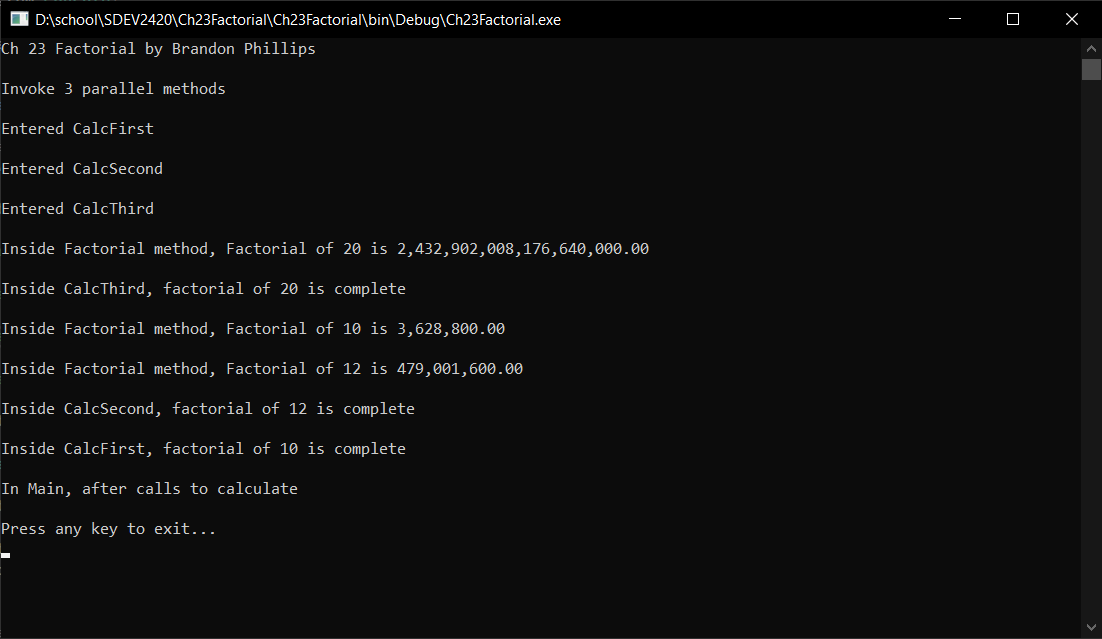 D:\school\SDEV2420\Ch23Factorial\Ch23Factorial\bin\Debug\Ch23Factorial.exe
Ch 23 Factorial by Brandon Phillips
Invoke 3 parallel methods
Entered CalcFirst
Entered CalcSecond
Entered CalcThird
Inside Factorial method, Factorial of 20 is 2,432,902,008,176,640,000.00
Inside CalcThird, factorial of 20 is complete
Inside Factorial method, Factorial of 10 is 3,628,800.00
Inside Factorial method, Factorial of 12 is 479,001,600.00
Inside CalcSecond, factorial of 12 is complete
Inside CalcFirst, factorial of 10 is complete
In Main, after calls to calculate
Press any key to exit...